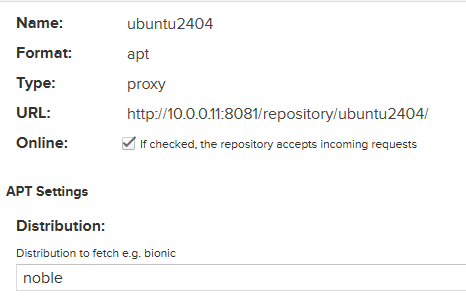 Name: ubuntu2404
Format: apt
Type: proxy
URL: http://10.0.0.11:8081/repository/ubuntu2404/
Online: If checked, the repository accepts incoming requests
APT Settings
Distribution:
Distribution to fetch e.g. bionic
noble